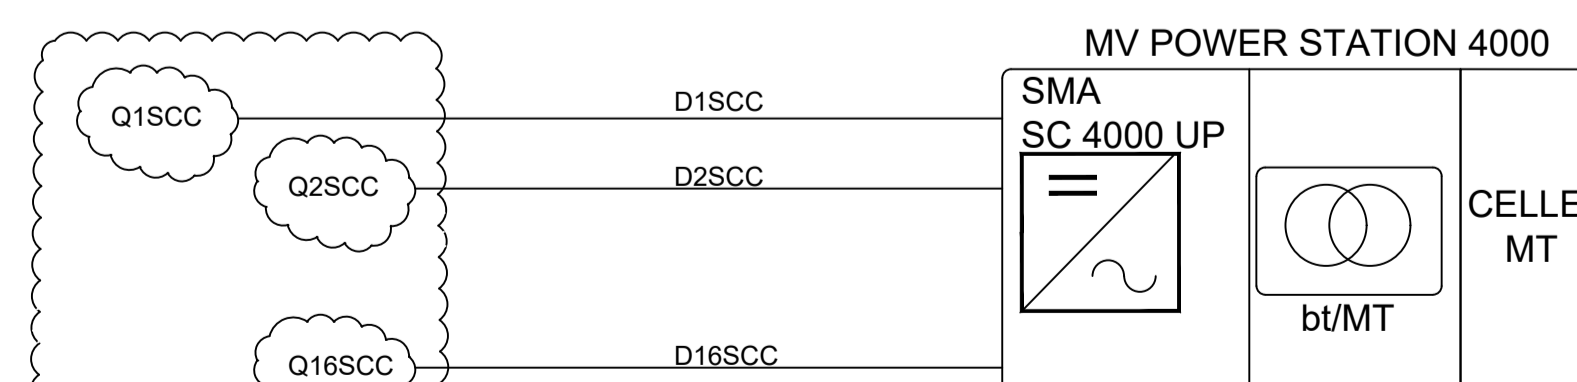 MV POWER STATION 4000
SMA
SC 4000 UP
Q1SCC
D1SCC
Q2SCC
D2SCC
CELLE
MT
bt/MT
Q16SCC
D16SCC